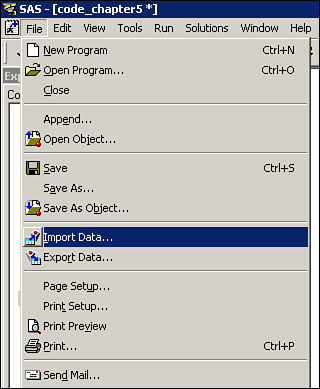 SAS - [code_chapter5 *]
File Edit View Tools Run Solutions Window Help
New Program Ctrl+N
Open Program... Ctrl+O
Close
Append...
Open Object...
Save Ctrl+S
Save As...
Save As Object...
Import Data...
Export Data...
Page Setup...
Print Setup...
Print Preview
Print... Ctrl+P
Send Mail...